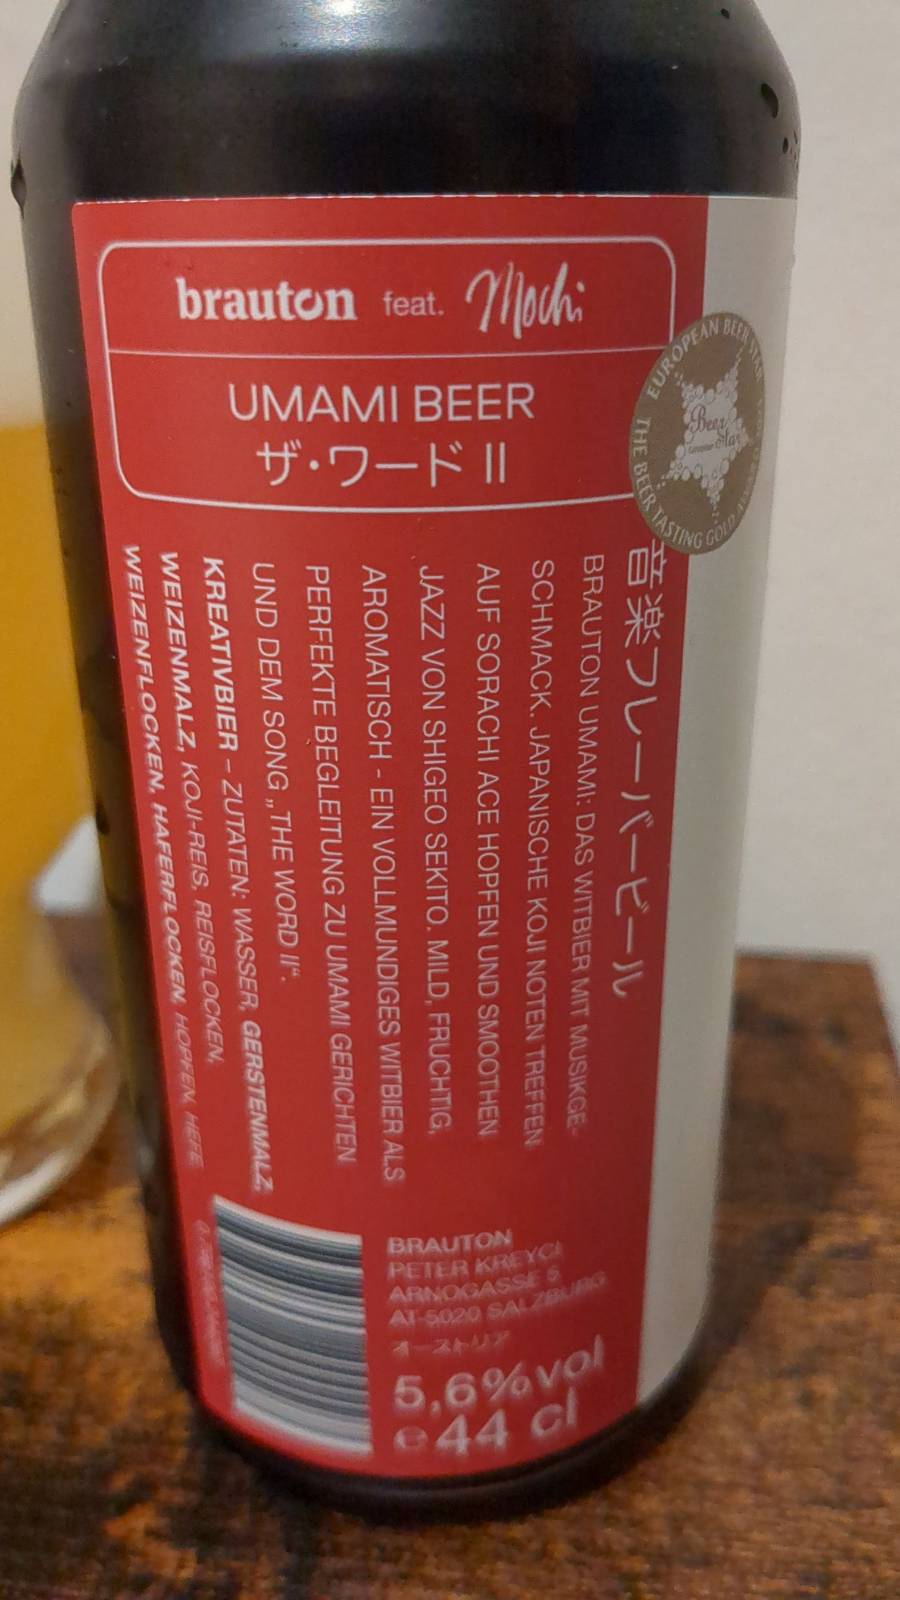 brauton feat. Mochi
UMAMI BEER
ザ・ワード II
THE EUROPEAN BEER STAR
Beer Star
THE BEER TASTING GOLD
音楽フレーバービール
BRAUTON UMAMI: DAS WITBIER MIT MUSIKGE-
SCHMACK. JAPANISCHE KOJI NOTEN TREFFEN
AUF SORACHI ACE HOPFEN UND SMOOTHEN
JAZZ VON SHIGEO SEKITO. MILD, FRUCHTIG,
AROMATISCH - EIN VOLLMUNDIGES WITBIER ALS
PERFEKTE BEGLEITUNG ZU UMAMI GERICHTEN
UND DEM SONG „THE WORD II“.
KREATIVBIER – ZUTATEN: WASSER, GERSTENMALZ,
WEIZENMALZ, KOJI-REIS, REISFLOCKEN,
WEIZENFLOCKEN, HAFERFLOCKEN, HOPFEN, HEFE
BRAUTON
PETER KREYCI
ARNOGASSE 5
AT-5020 SALZBURG
オーストリア
5,6%vol
e44 cl